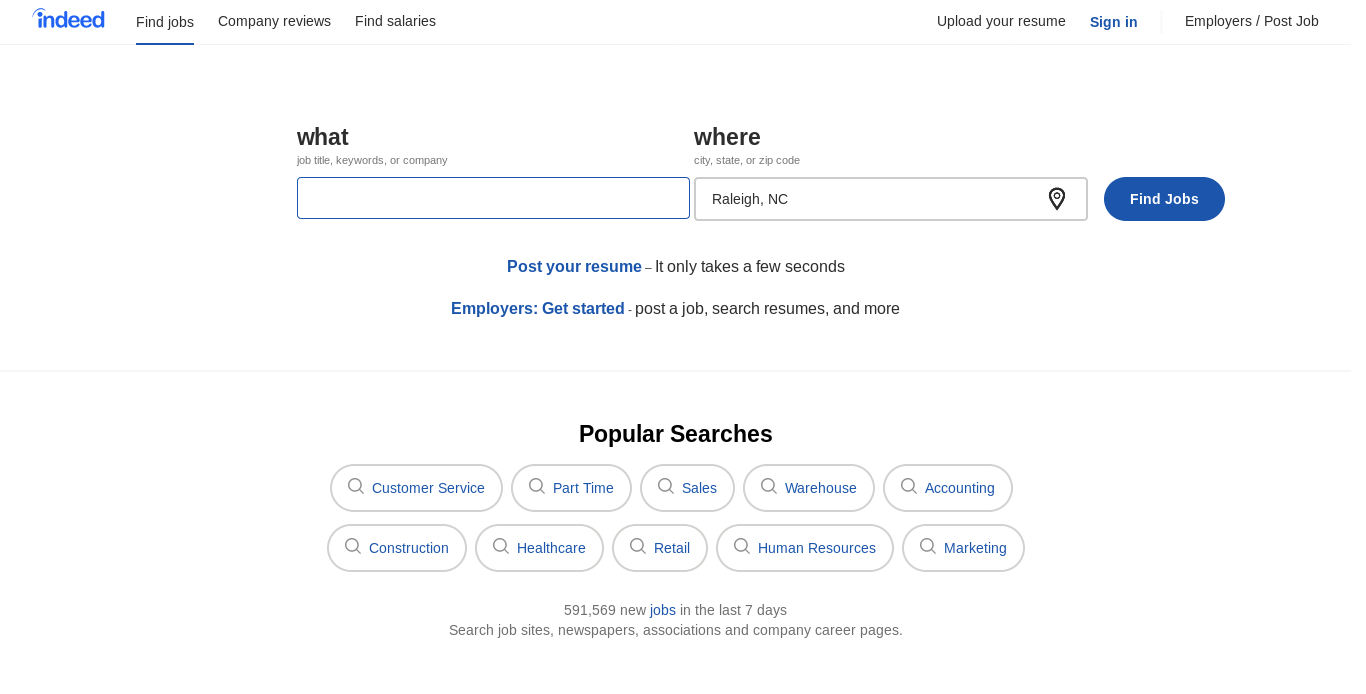 indeed Find jobs Company reviews Find salaries Upload your resume Sign in Employers / Post Job
what where
job title, keywords, or company city, state, or zip code
Raleigh, NC Find Jobs
Post your resume – It only takes a few seconds
Employers: Get started - post a job, search resumes, and more
Popular Searches
Customer Service Part Time Sales Warehouse Accounting
Construction Healthcare Retail Human Resources Marketing
591,569 new jobs in the last 7 days
Search job sites, newspapers, associations and company career pages.